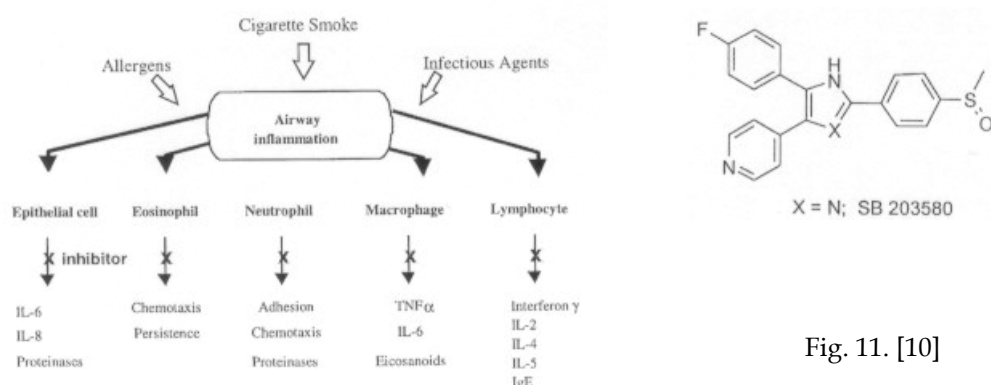 Cigarette Smoke
Allergens
Infectious Agents
Airway
inflammation
Epithelial cell
Eosinophil
Neutrophil
Macrophage
Lymphocyte
X inhibitor
X
X
X
X
IL-6
IL-8
Proteinases
Chemotaxis
Persistence
Adhesion
Chemotaxis
Proteinases
TNFα
IL-6
Eicosanoids
Interferon γ
IL-2
IL-4
IL-5
IgE
F
H
N
X
N
S
O
X = N; SB 203580
Fig. 11. [10]